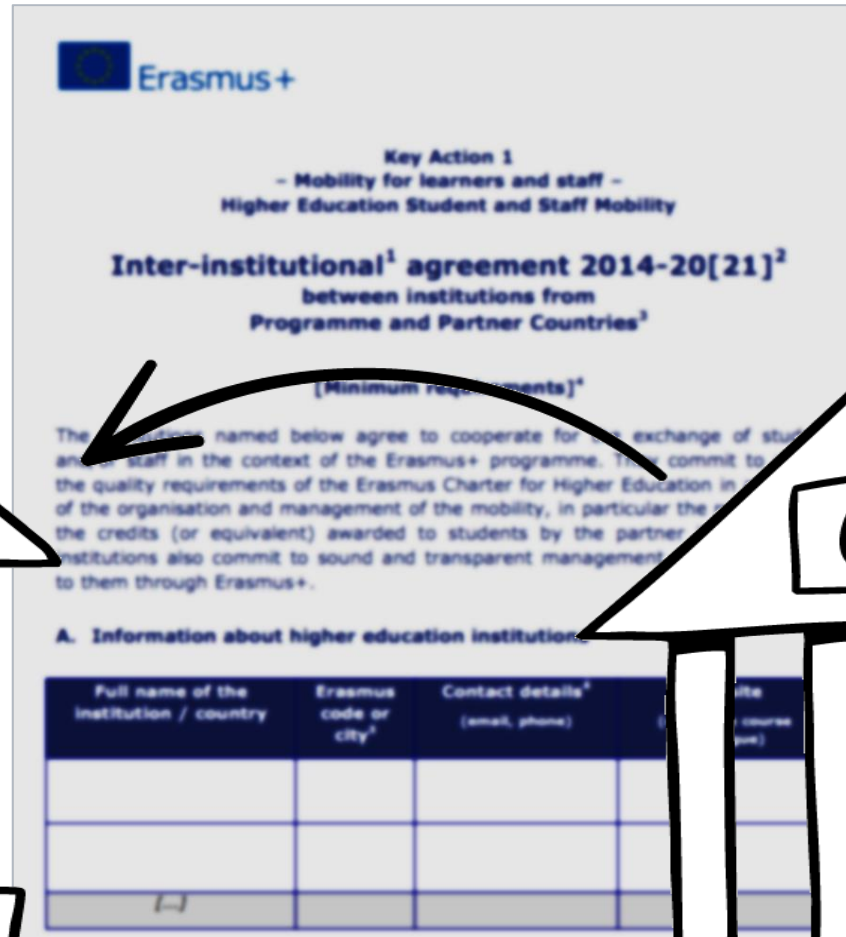 Erasmus+
Key Action 1
– Mobility for learners and staff –
Higher Education Student and Staff Mobility
Inter-institutional¹ agreement 2014-20[21]²
between institutions from
Programme and Partner Countries³
[Minimum requirements]⁴
The named below agree to cooperate for exchange of
staff in the context of the Erasmus+ programme. commit to
the quality requirements of the Erasmus Charter for Higher Education in
of the organisation and management of the mobility, in particular the
the credits (or equivalent) awarded to students by the partner
institutions also commit to sound and transparent management
to them through Erasmus+.
A. Information about higher education institutions
Full name of the institution / country
Erasmus code or city⁵
Contact details
(email, phone)
course
[...]